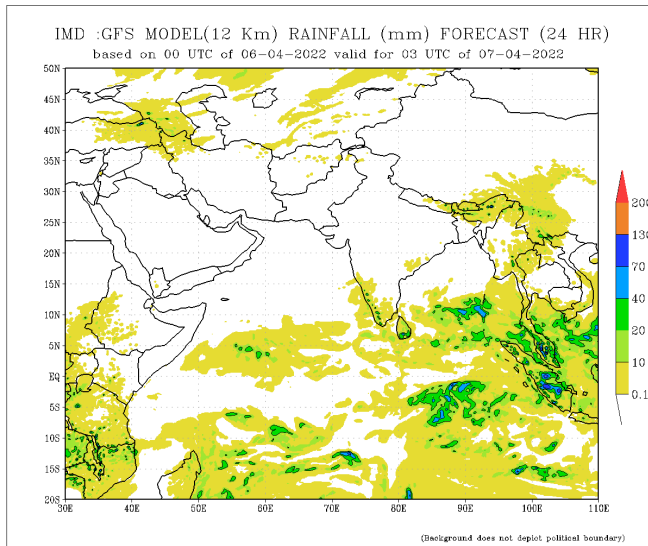 IMD :GFS MODEL(12 Km) RAINFALL (mm) FORECAST (24 HR)
based on 00 UTC of 06-04-2022 valid for 03 UTC of 07-04-2022
50N
45N
40N
35N
30N
25N
20N
15N
10N
5N
EQ
5S
10S
15S
20S
30E 40E 50E 60E 70E 80E 90E 100E 110E
200
130
70
40
20
10
0.1
(Background does not depict political boundary)